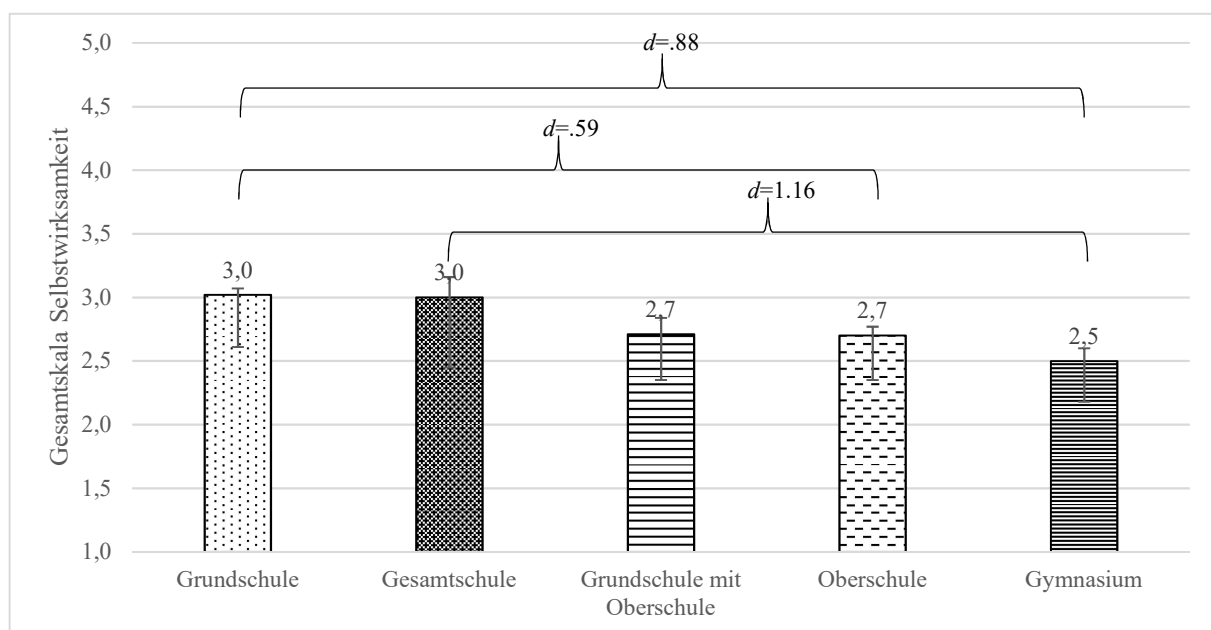 Gesamtskala Selbstwirksamkeit
5,0
4,5
4,0
3,5
3,0
2,5
2,0
1,5
1,0
d=.88
d=.59
d=1.16
3,0
3,0
2,7
2,7
2,5
Grundschule
Gesamtschule
Grundschule mit
Oberschule
Oberschule
Gymnasium